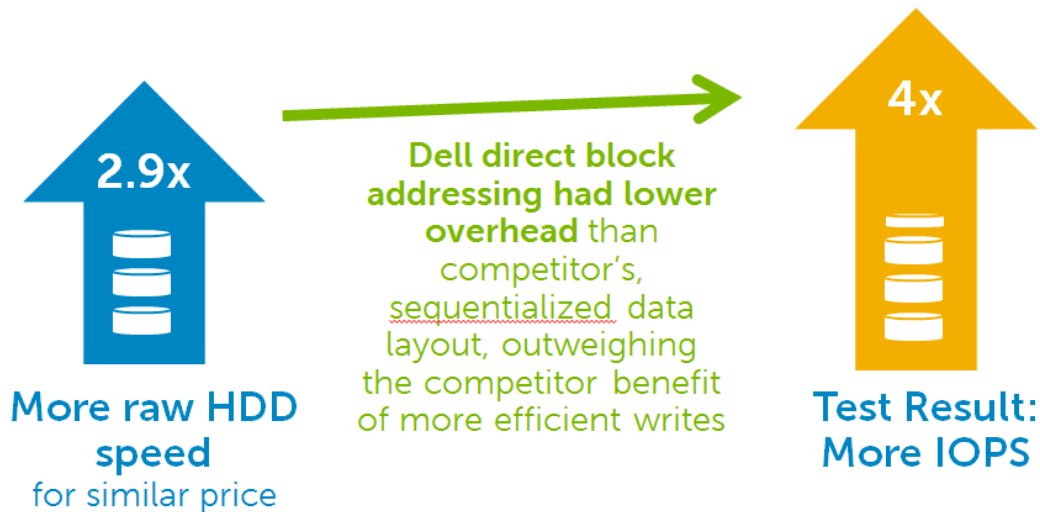 2.9x
More raw HDD
speed
for similar price
Dell direct block
addressing had lower
overhead than
competitor's,
sequentialized data
layout, outweighing
the competitor benefit
of more efficient writes
4x
Test Result:
More IOPS